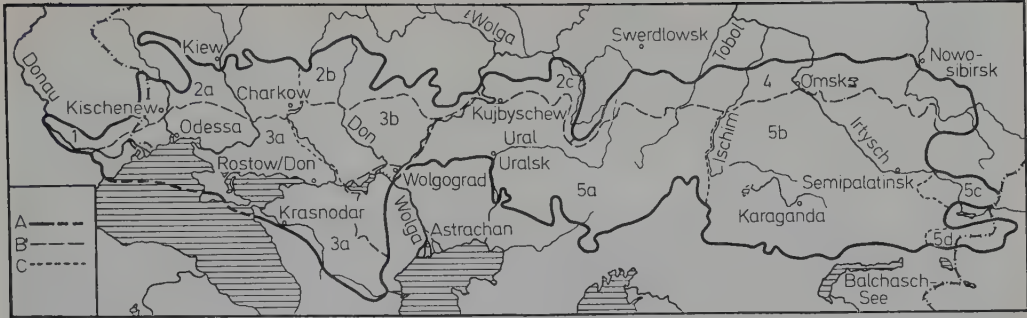 Donau
Kischenew
1
1
Kiew
2a
Odessa
Charkow
2b
3a
Don
Rostow/Don
Krasnodar
3a
3b
Wolga
Wolgograd
Wolga
Astrachan
Kujbyschew
2c
Ural
Uralsk
5a
Swerdlowsk
Tobol
Ischim
4
Omsk
5b
Irtysch
Semipalatinsk
Karaganda
Nowo-
sibirsk
5c
5d
Balchasch-
See
A
B
C